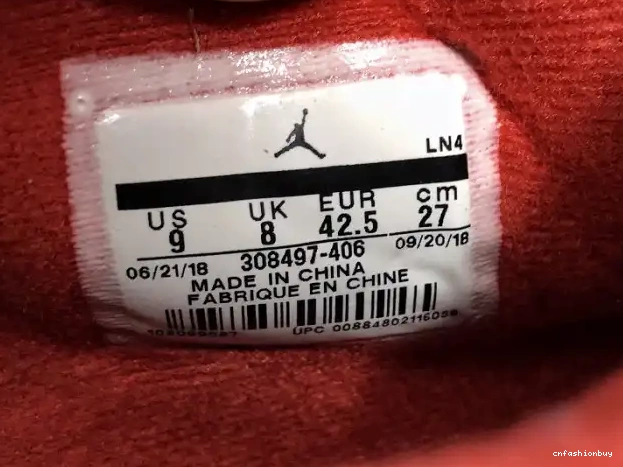 LN4
US UK EUR cm
9 8 42.5 27
06/21/18 308497-406 09/20/18
MADE IN CHINA
FABRIQUE EN CHINE
UPC 00884802116058
cnfashionbuy